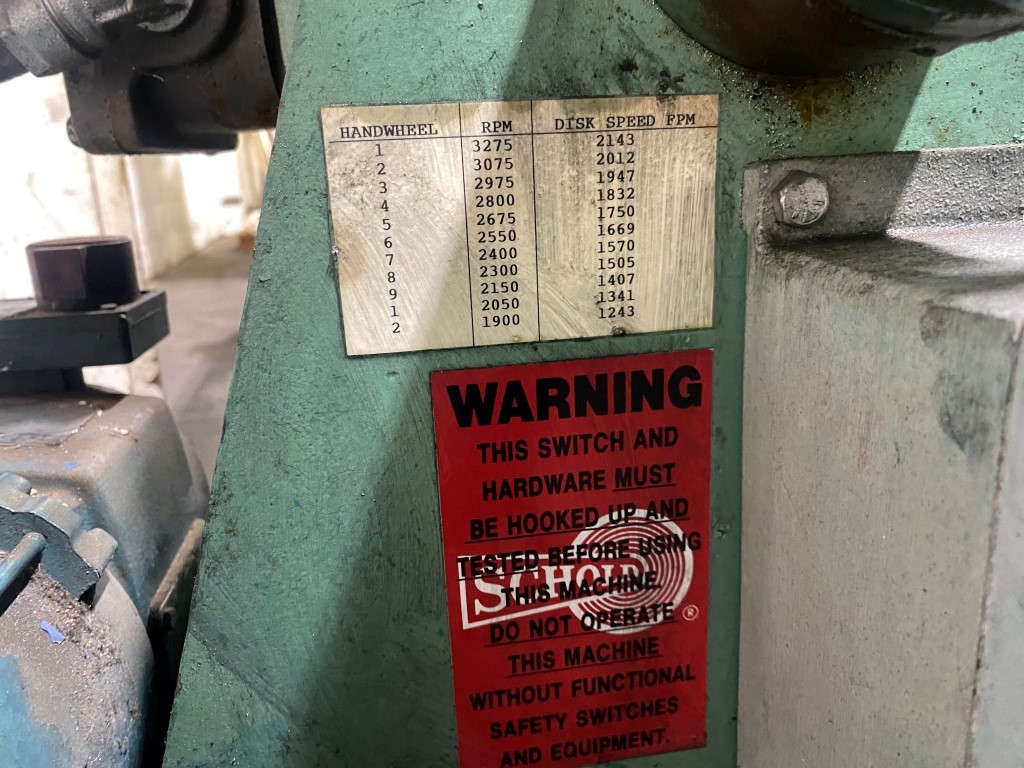 HANDWHEEL RPM DISK SPEED FPM
1 3275 2143
2 3075 2012
3 2975 1947
4 2800 1832
5 2675 1750
6 2550 1669
7 2400 1570
8 2300 1505
9 2150 1407
1 2050 1341
2 1900 1243
WARNING
THIS SWITCH AND
HARDWARE MUST
BE HOOKED UP AND
TESTED BEFORE USING
SCHOLD
THIS MACHINE.
DO NOT OPERATE ®
THIS MACHINE
WITHOUT FUNCTIONAL
SAFETY SWITCHES
AND EQUIPMENT.